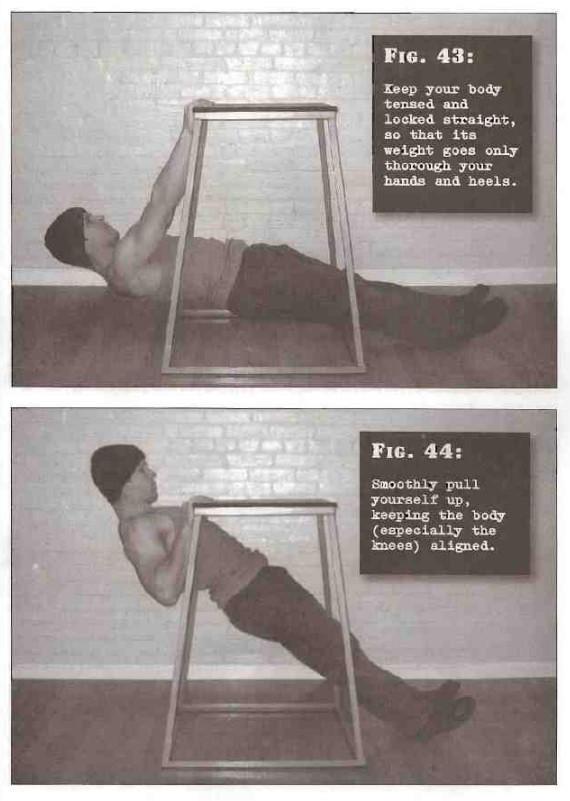 FIG. 43:
Keep your body
tensed and
locked straight,
so that its
weight goes only
thorough your
hands and heels.
FIG. 44:
Smoothly pull
yourself up,
keeping the body
(especially the
knees) aligned.